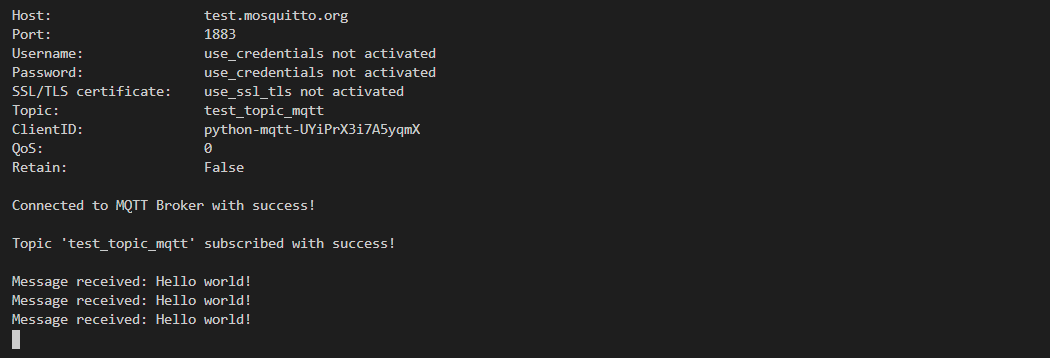 Host: test.mosquitto.org
Port: 1883
Username: use_credentials not activated
Password: use_credentials not activated
SSL/TLS certificate: use_ssl_tls not activated
Topic: test_topic_mqtt
ClientID: python-mqtt-UYiPrX3i7A5yqmX
QoS: 0
Retain: False
Connected to MQTT Broker with success!
Topic 'test_topic_mqtt' subscribed with success!
Message received: Hello world!
Message received: Hello world!
Message received: Hello world!